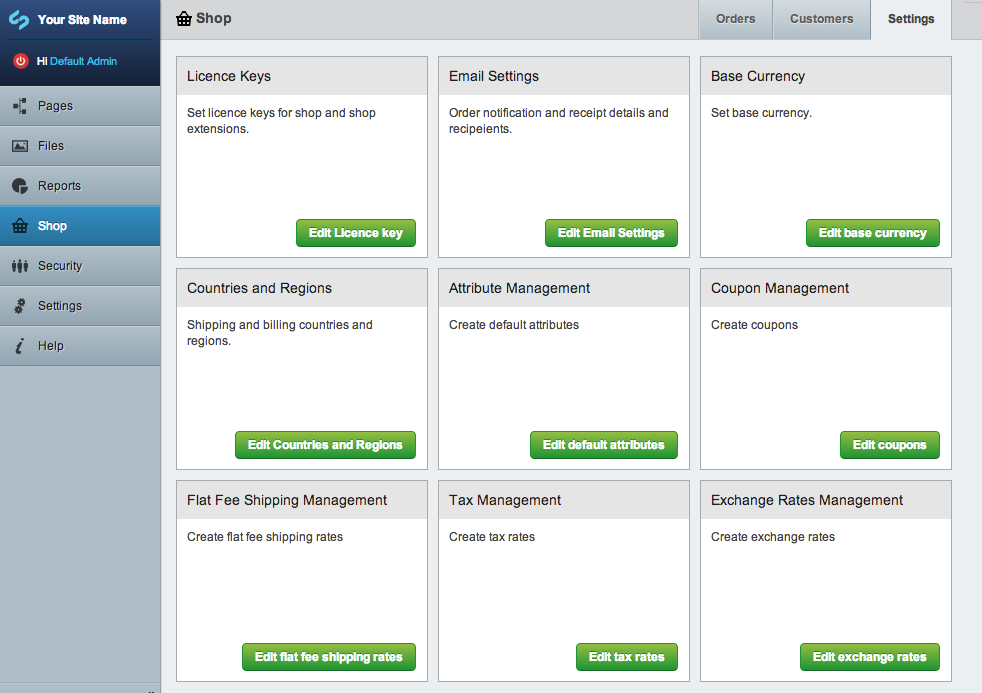 Your Site Name
Hi Default Admin
Pages
Files
Reports
Shop
Security
Settings
Help
Shop
Orders
Customers
Settings
Licence Keys
Set licence keys for shop and shop
extensions.
Edit Licence key
Email Settings
Order notification and receipt details and
recipeients.
Edit Email Settings
Base Currency
Set base currency.
Edit base currency
Countries and Regions
Shipping and billing countries and
regions.
Edit Countries and Regions
Attribute Management
Create default attributes
Edit default attributes
Coupon Management
Create coupons
Edit coupons
Flat Fee Shipping Management
Create flat fee shipping rates
Edit flat fee shipping rates
Tax Management
Create tax rates
Edit tax rates
Exchange Rates Management
Create exchange rates
Edit exchange rates